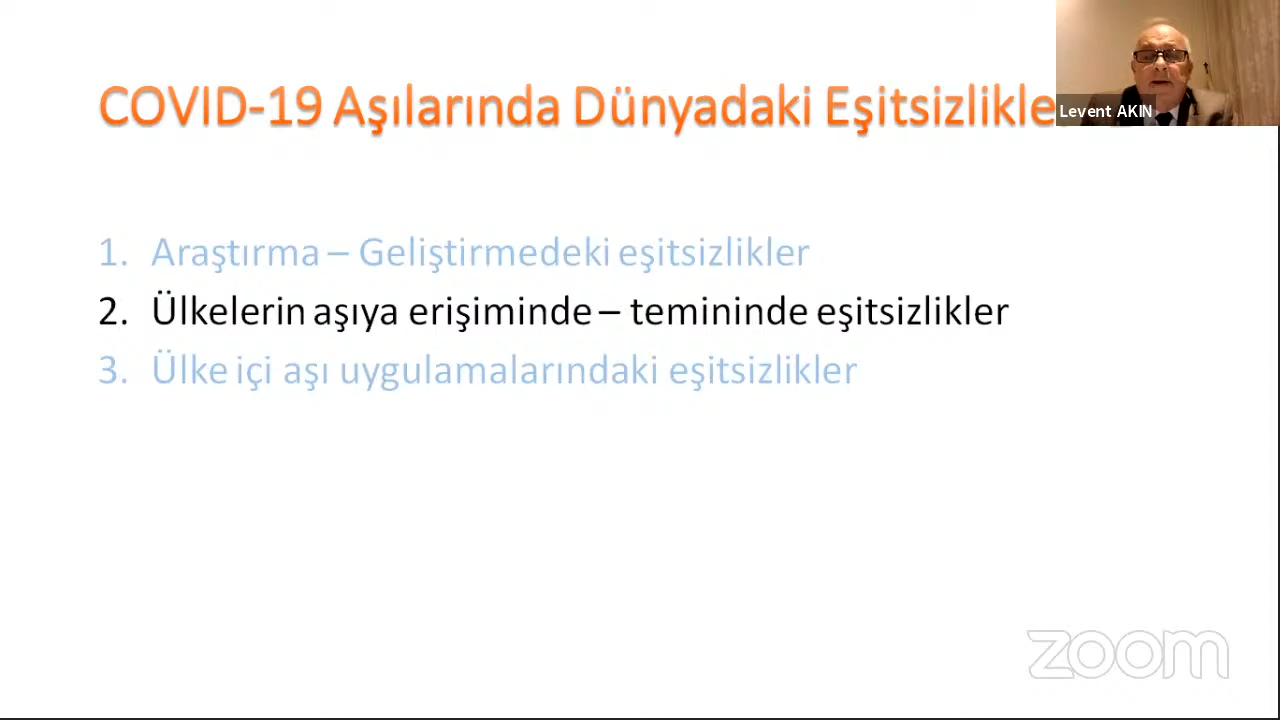 COVID-19 Aşılarında Dünyadaki Eşitsizlikle
Levent AKIN
1. Araştırma – Geliştirmedeki eşitsizlikler
2. Ülkelerin aşıya erişiminde – temininde eşitsizlikler
3. Ülke içi aşı uygulamalarındaki eşitsizlikler
zoom